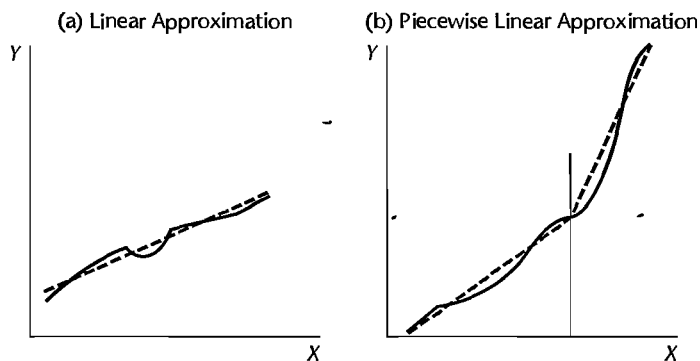 (a) Linear Approximation
(b) Piecewise Linear Approximation
Y
X
Y
X